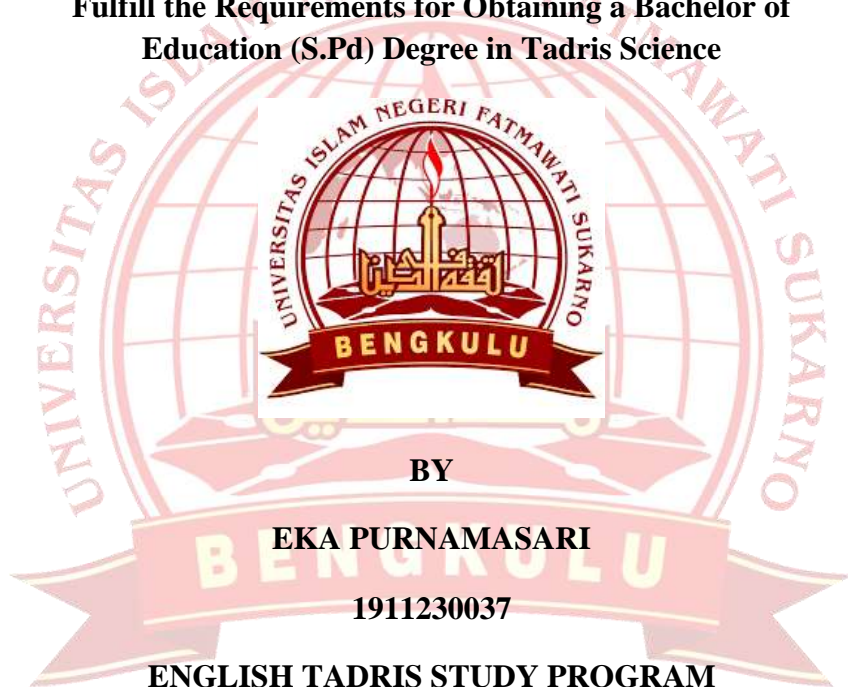 Fulfill the Requirements for Obtaining a Bachelor of
Education (S.Pd) Degree in Tadris Science
UNIVERSITAS ISLAM NEGERI FATMAWATI SUKARNO
BENGKULU
BY
EKA PURNAMASARI
1911230037
ENGLISH TADRIS STUDY PROGRAM